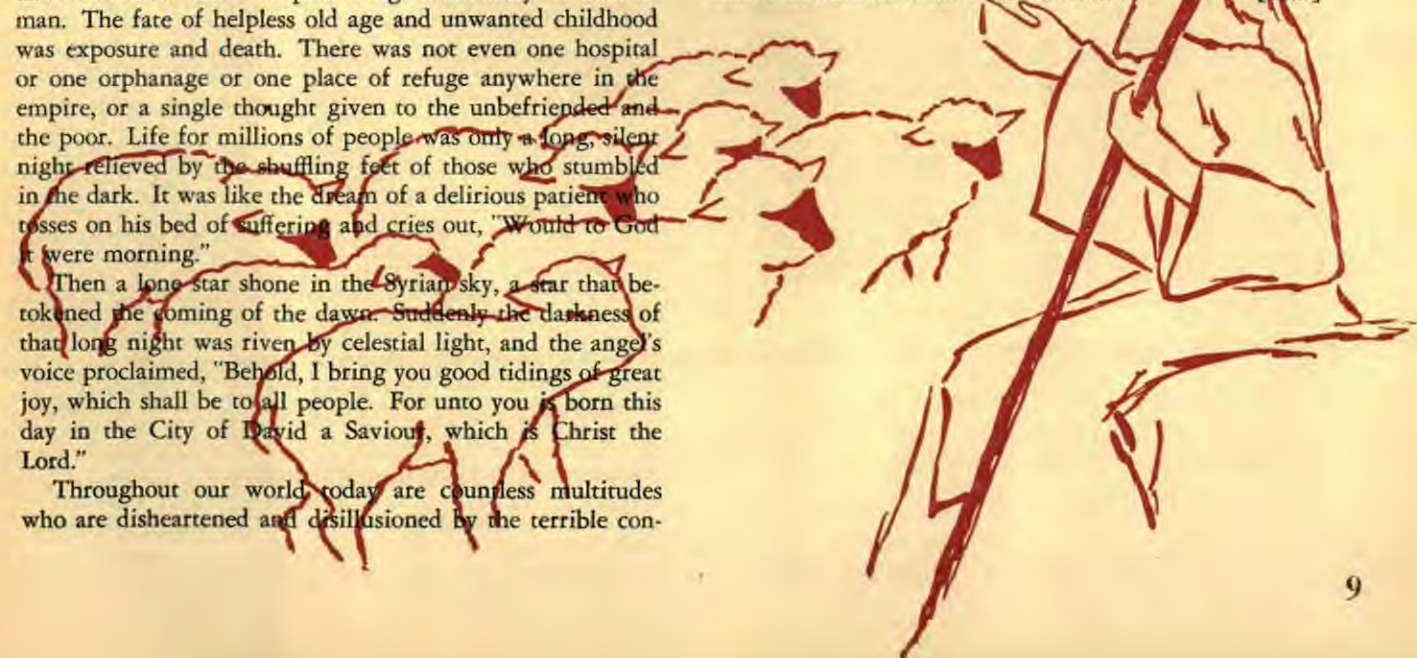 man. The fate of helpless old age and unwanted childhood
was exposure and death. There was not even one hospital
or one orphanage or one place of refuge anywhere in the
empire, or a single thought given to the unbefriended and
the poor. Life for millions of people was only a long, silent
night relieved by the shuffling feet of those who stumbled
in the dark. It was like the dream of a delirious patient who
tosses on his bed of suffering and cries out, "Would to God
it were morning."
Then a lone star shone in the Syrian sky, a star that be-
tokened the coming of the dawn. Suddenly the darkness of
that long night was riven by celestial light, and the angel's
voice proclaimed, "Behold, I bring you good tidings of great
joy, which shall be to all people. For unto you is born this
day in the City of David a Saviour, which is Christ the
Lord."
Throughout our world today are countless multitudes
who are disheartened and disillusioned by the terrible con-
9